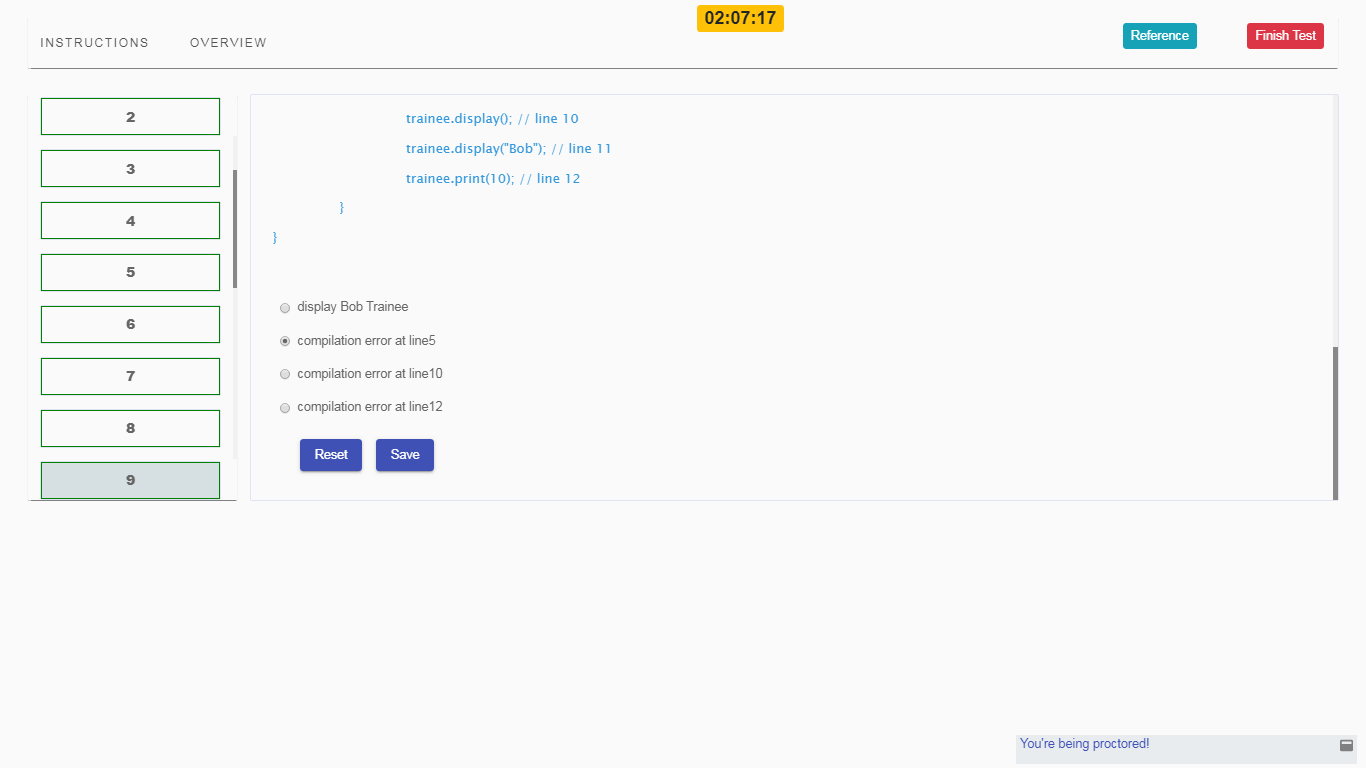 02:07:17
INSTRUCTIONS OVERVIEW Reference Finish Test
2
3
4
5
6
7
8
9
trainee.display(); // line 10
trainee.display("Bob"); // line 11
trainee.print(10); // line 12
}
}
display Bob Trainee
compilation error at line5
compilation error at line10
compilation error at line12
Reset Save
You're being proctored!